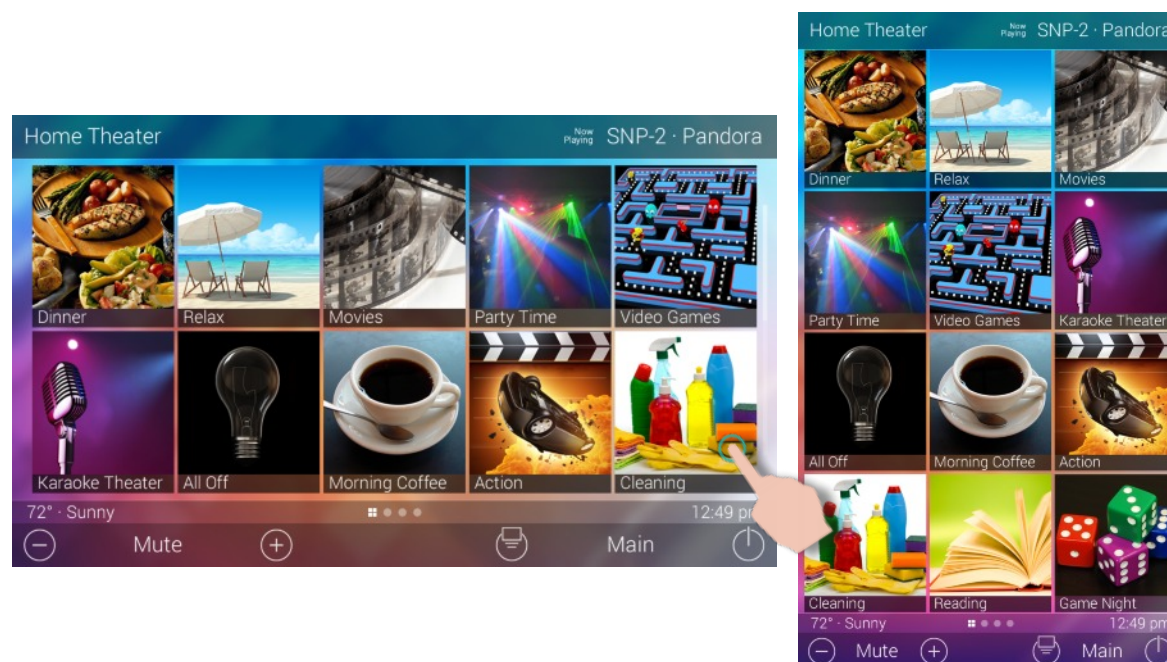 Home Theater
Now Playing SNP-2 · Pandora
Dinner
Relax
Movies
Party Time
Video Games
Karaoke Theater
All Off
Morning Coffee
Action
Cleaning
72° · Sunny
12:49 pm
Mute
Main
Home Theater
Now Playing SNP-2 · Pandora
Dinner
Relax
Movies
Party Time
Video Games
Karaoke Theater
All Off
Morning Coffee
Action
Cleaning
Reading
Game Night
72° · Sunny
12:49 pm
Mute
Main